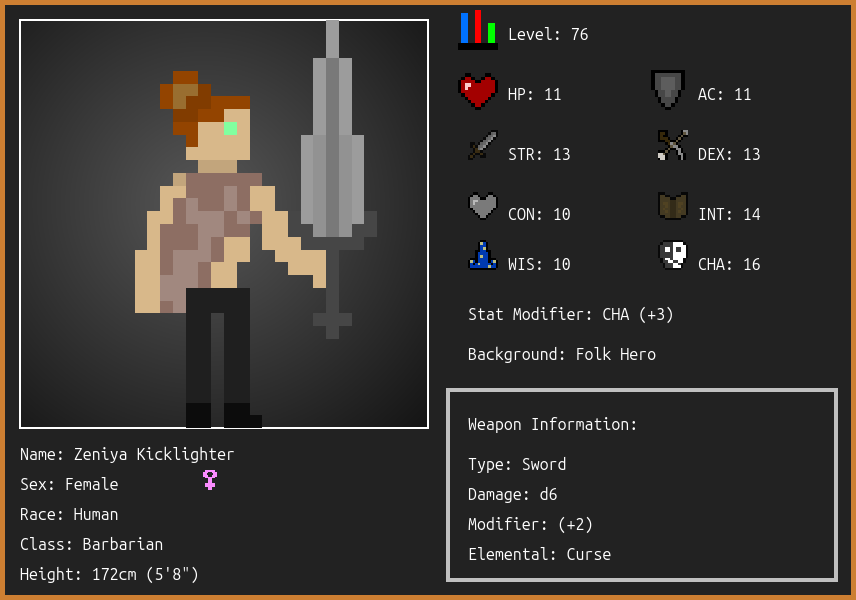 Level: 76
HP: 11
AC: 11
STR: 13
DEX: 13
CON: 10
INT: 14
WIS: 10
CHA: 16
Stat Modifier: CHA (+3)
Background: Folk Hero
Weapon Information:
Type: Sword
Damage: d6
Modifier: (+2)
Elemental: Curse
Name: Zeniya Kicklighter
Sex: Female
Race: Human
Class: Barbarian
Height: 172cm (5'8")